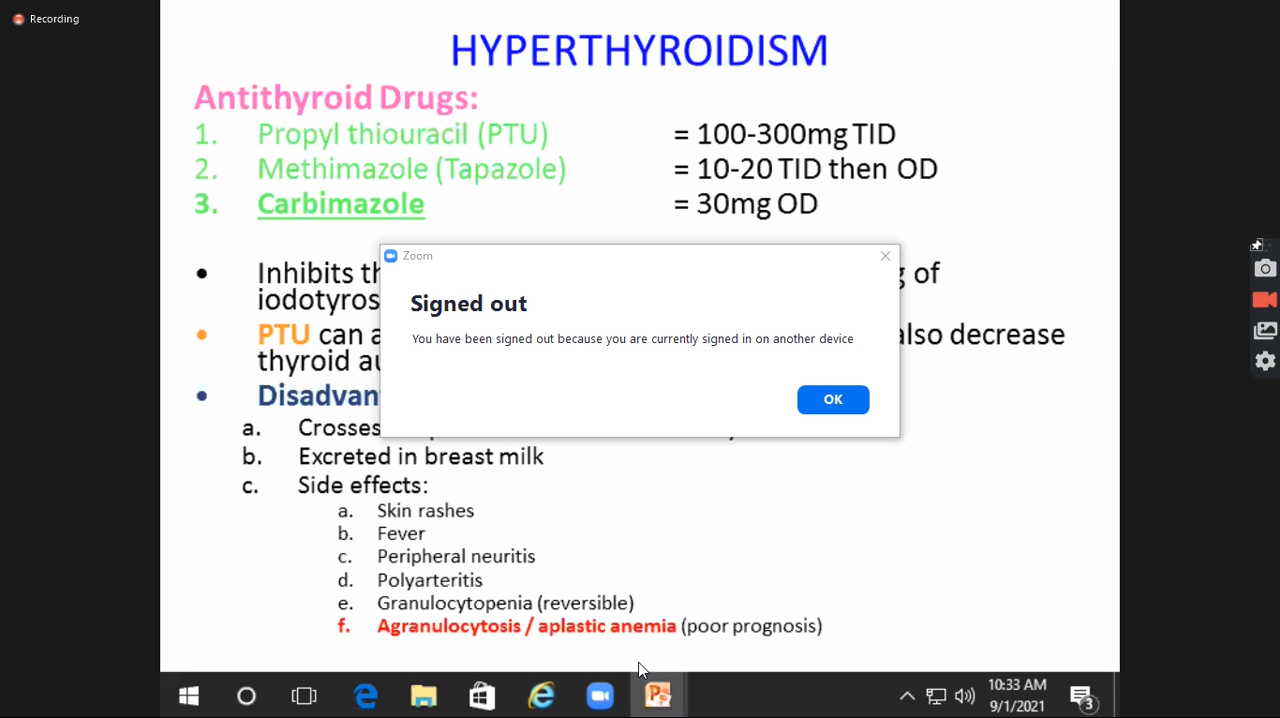 Recording
HYPERTHYROIDISM
Antithyroid Drugs:
1. Propyl thiouracil (PTU) = 100-300mg TID
2. Methimazole (Tapazole) = 10-20 TID then OD
3. Carbimazole = 30mg OD
Zoom
Signed out
You have been signed out because you are currently signed in on another device
OK
• Inhibits of
iodotyros
• PTU can also decrease
thyroid
• Disadvan
a. Crosses
b. Excreted in breast milk
c. Side effects:
a. Skin rashes
b. Fever
c. Peripheral neuritis
d. Polyarteritis
e. Granulocytopenia (reversible)
f. Agranulocytosis / aplastic anemia (poor prognosis)
10:33 AM
9/1/2021
3